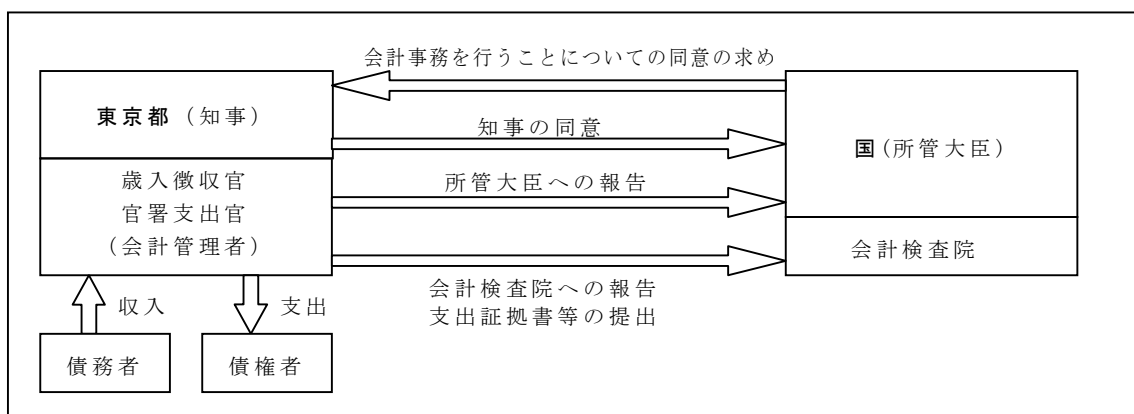 会計事務を行うことについての同意の求め
東京都（知事）
知事の同意
国(所管大臣)
歳入徴収官
官署支出官
(会計管理者)
所管大臣への報告
会計検査院
会計検査院への報告
支出証拠書等の提出
収入
支出
債務者
債権者